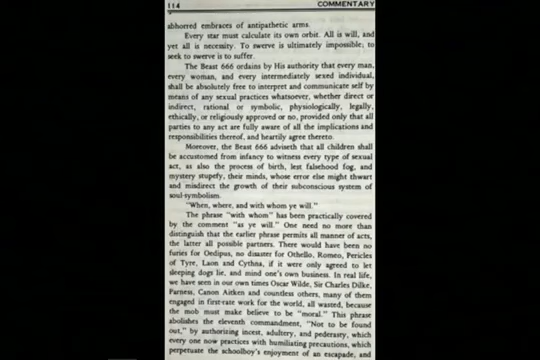 114 COMMENTARY
abhorred embraces of antipathetic arms.
Every star must calculate its own orbit. All is will, and
yet all is necessity. To swerve is ultimately impossible; to
seek to swerve is to suffer.
The Beast 666 ordains by His authority that every man,
every woman, and every intermediately sexed individual,
shall be absolutely free to interpret and communicate self by
means of any sexual practices whatsoever, whether direct or
indirect, rational or symbolic, physiologically, legally,
ethically, or religiously approved or no, provided only that all
parties to any act are fully aware of all the implications and
responsibilities thereof, and heartily agree thereto.
Moreover, the Beast 666 adviseth that all children shall
be accustomed from infancy to witness every type of sexual
act, as also the process of birth, lest falsehood fog, and
mystery stupefy, their minds, whose error else might thwart
and misdirect the growth of their subconscious system of
soul-symbolism.
"When, where, and with whom ye will."
The phrase "with whom" has been practically covered
by the comment "as ye will." One need no more than
distinguish that the earlier phrase permits all manner of acts,
the latter all possible partners. There would have been no
furies for Oedipus, no disaster for Othello, Romeo, Pericles
of Tyre, Laon and Cythna, if it were only agreed to let
sleeping dogs lie, and mind one's own business. In real life,
we have seen in our own times Oscar Wilde, Sir Charles Dilke,
Parness, Canon Aitken and countless others, many of them
engaged in first-rate work for the world, all wasted, because
the mob must make believe to be "moral." This phrase
abolishes the eleventh commandment, "Not to be found
out," by authorizing incest, adultery, and pederasty, which
every one now practices with humiliating precautions, which
perpetuate the schoolboy's enjoyment of an escapade, and